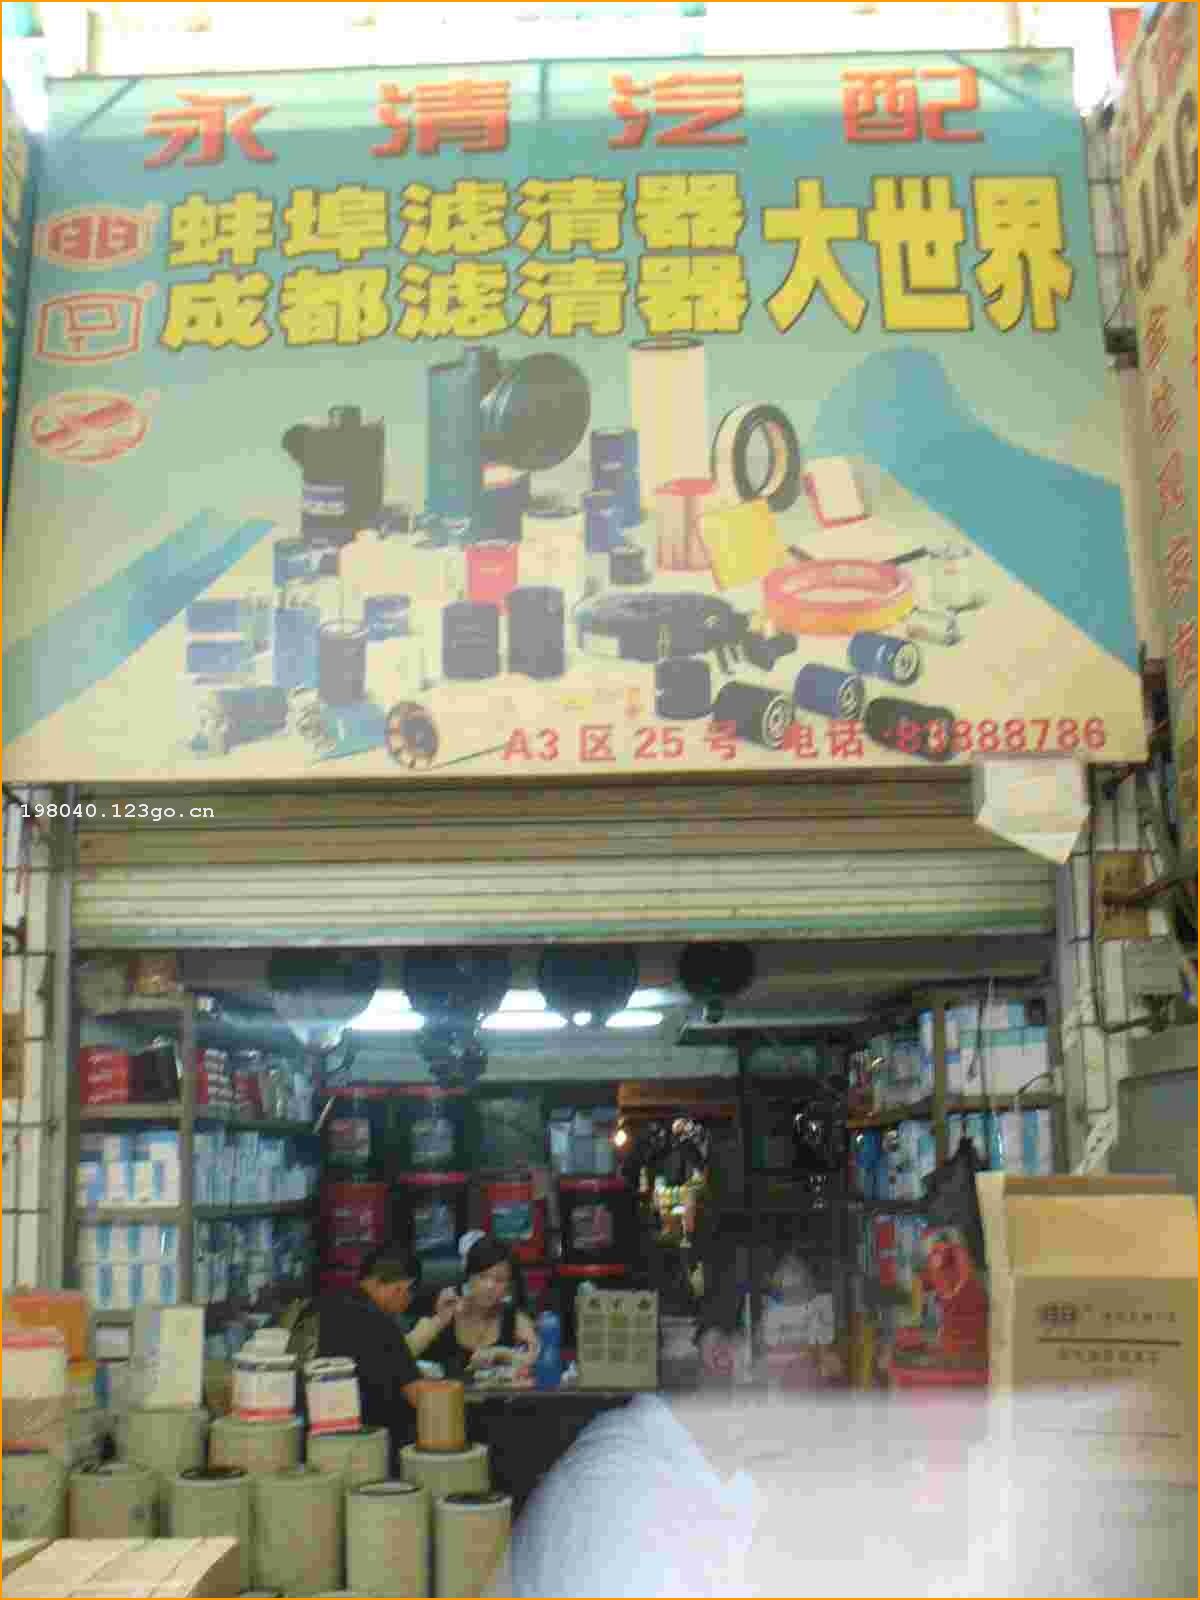 永清汽配
蚌埠滤清器
成都滤清器
大世界
A3区25号 电话:83888786
198040.123go.cn
JAC